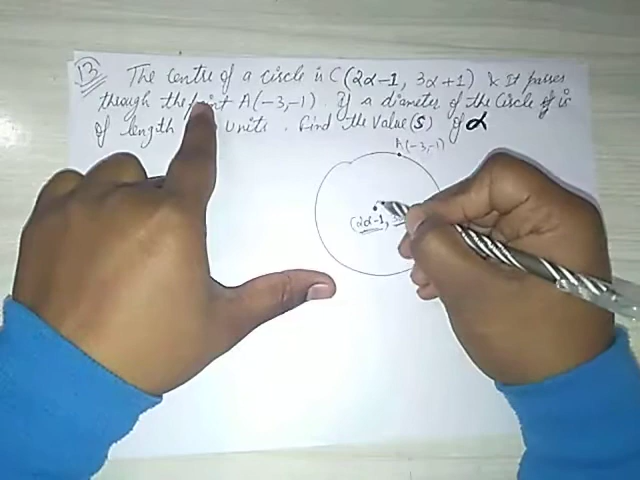 13 The centre of a circle is C (2α-1, 3α+1) & It passes
through the point A(-3,-1). If a diameter of the circle is
of length units. Find the value(s) of α
A(-3,-1)
(2α-1, 3